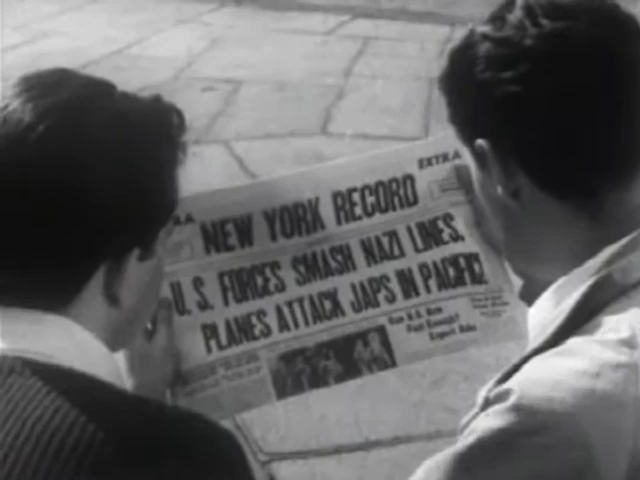 EXTRA
NEW YORK RECORD
U.S. FORCES SMASH NAZI LINES.
PLANES ATTACK JAPS IN PACIFIC!